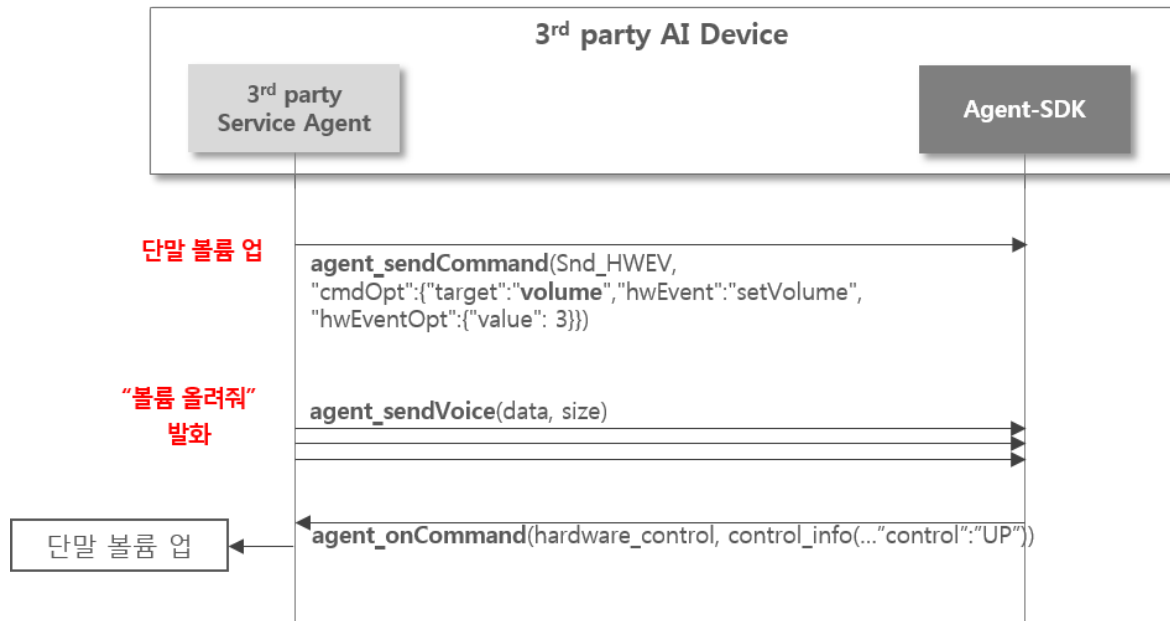 3rd party AI Device
3rd party
Service Agent
Agent-SDK
단말 볼륨 업
agent_sendCommand(Snd_HWEV,
"cmdOpt":{"target":"volume","hwEvent":"setVolume",
"hwEventOpt":{"value": 3}})
“볼륨 올려줘”
발화
agent_sendVoice(data, size)
agent_onCommand(hardware_control, control_info(...”control”:”UP”))
단말 볼륨 업